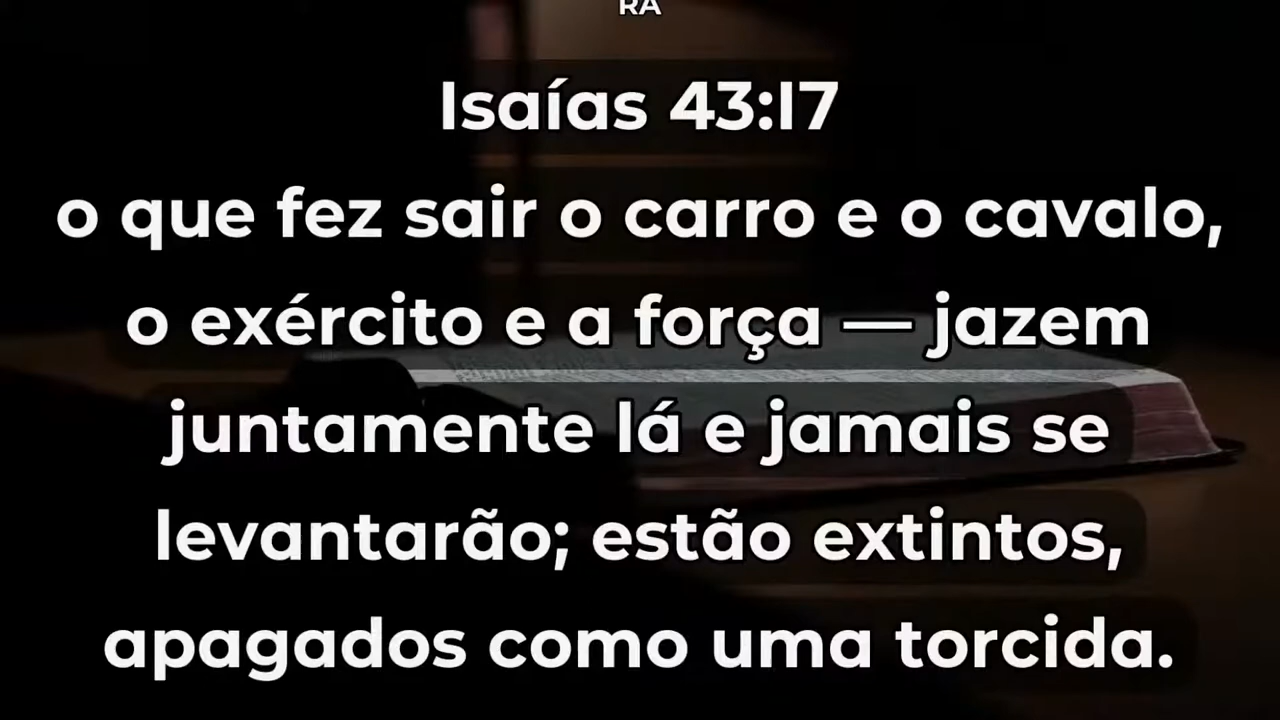 RA
Isaías 43:17
o que fez sair o carro e o cavalo,
o exército e a força — jazem
juntamente lá e jamais se
levantarão; estão extintos,
apagados como uma torcida.